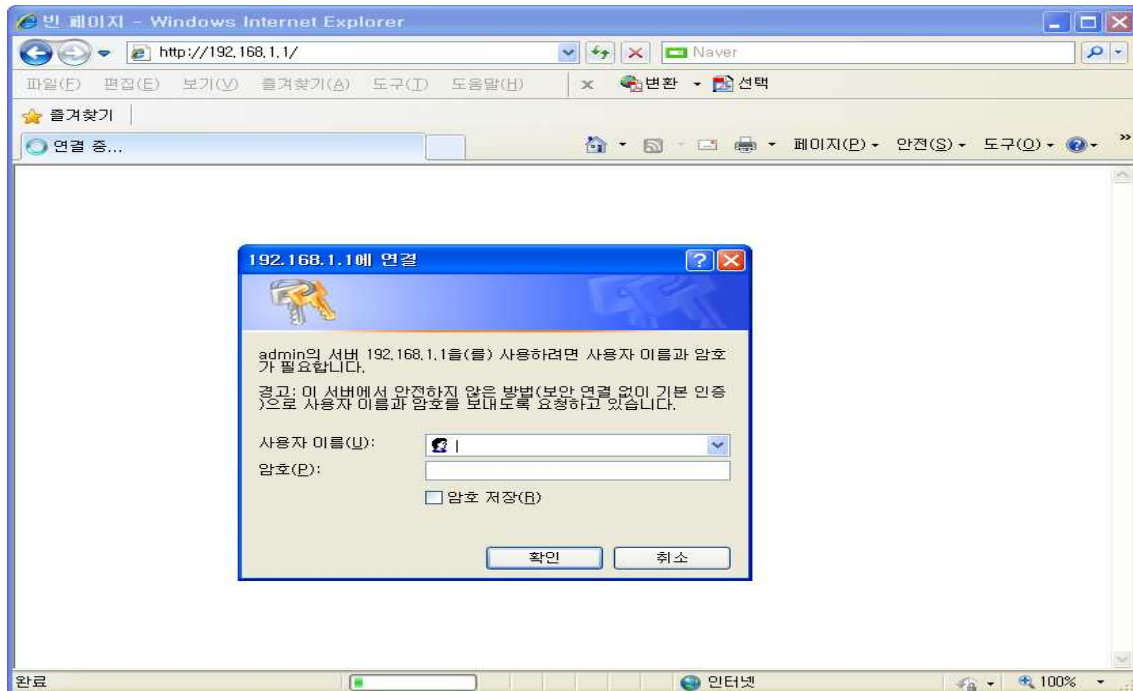 빈 페이지 - Windows Internet Explorer
http://192.168.1.1/
Naver
파일(F) 편집(E) 보기(V) 즐겨찾기(A) 도구(T) 도움말(H) x 변환 선택
즐겨찾기
연결 중...
페이지(P) 안전(S) 도구(O) »
192.168.1.1에 연결
admin의 서버 192.168.1.1을(를) 사용하려면 사용자 이름과 암호
가 필요합니다.
경고: 이 서버에서 안전하지 않은 방법(보안 연결 없이 기본 인증
)으로 사용자 이름과 암호를 보내도록 요청하고 있습니다.
사용자 이름(U):
암호(P):
암호 저장(R)
확인 취소
완료 인터넷 100%